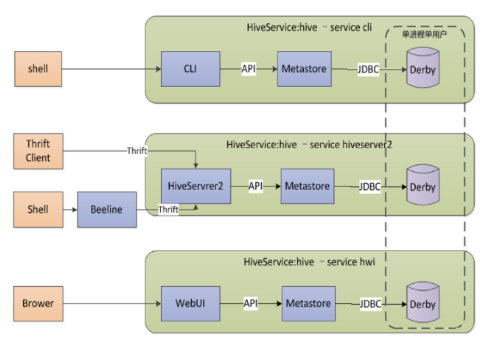 HiveService:hive – service cli
单进程单用户
shell
CLI
API
Metastore
JDBC
Derby
HiveService:hive – service hiveserver2
Thrift
Client
Thrift
HiveServrer2
API
Metastore
JDBC
Derby
Shell
Beeline
Thrift
HiveService:hive – service hwi
Brower
WebUI
API
Metastore
JDBC
Derby